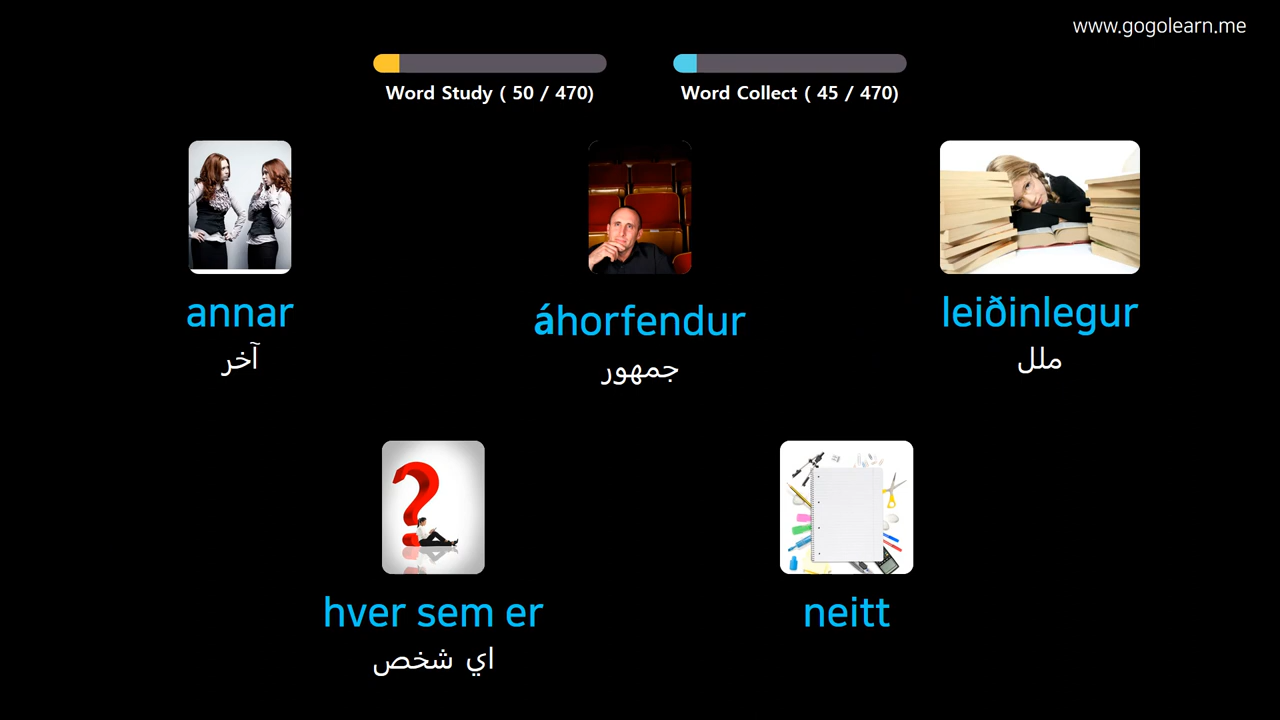 www.gogolearn.me
Word Study ( 50 / 470)
Word Collect ( 45 / 470)
annar
آخر
áhorfendur
جمهور
leiðinlegur
ملل
hver sem er
اي شخص
neitt